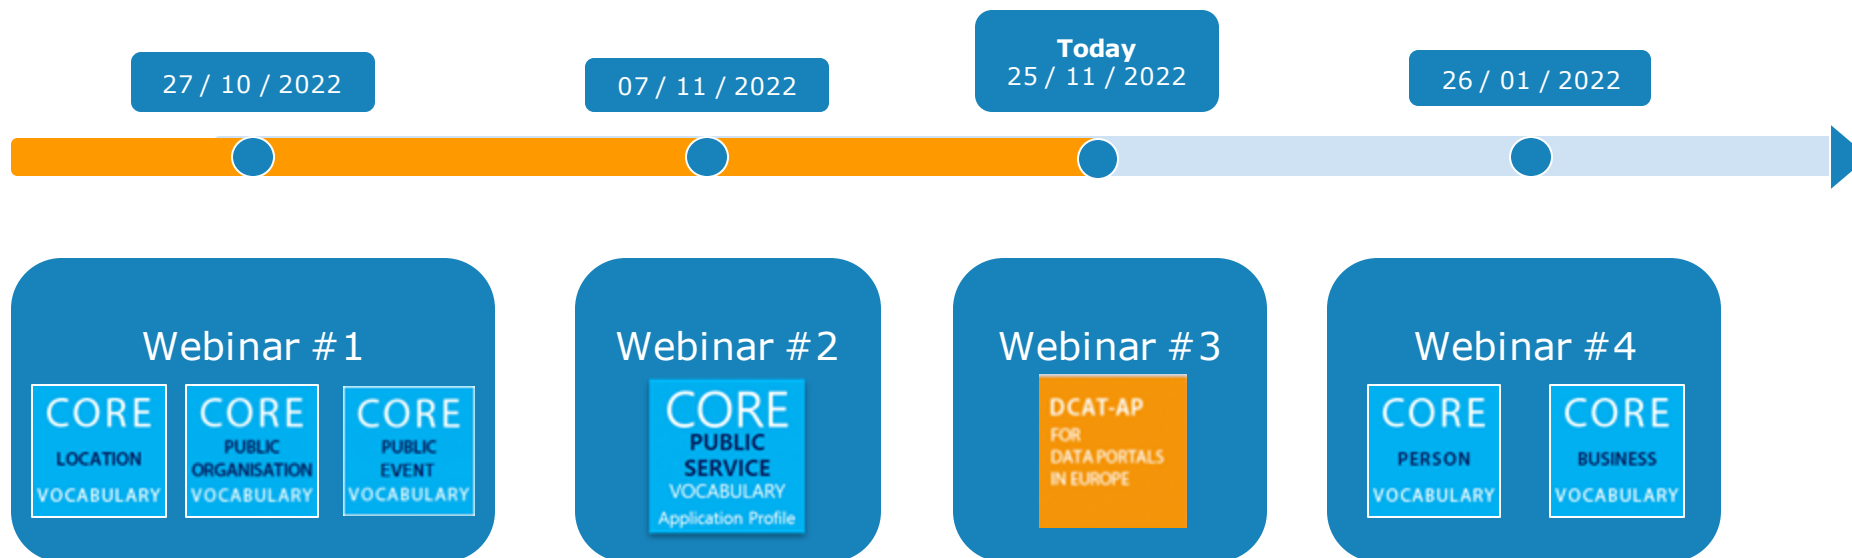 27 / 10 / 2022
07 / 11 / 2022
Today
25 / 11 / 2022
26 / 01 / 2022
Webinar #1
CORE
LOCATION
VOCABULARY
CORE
PUBLIC
ORGANISATION
VOCABULARY
CORE
PUBLIC
EVENT
VOCABULARY
Webinar #2
CORE
PUBLIC
SERVICE
VOCABULARY
Application Profile
Webinar #3
DCAT-AP
FOR
DATA PORTALS
IN EUROPE
Webinar #4
CORE
PERSON
VOCABULARY
CORE
BUSINESS
VOCABULARY